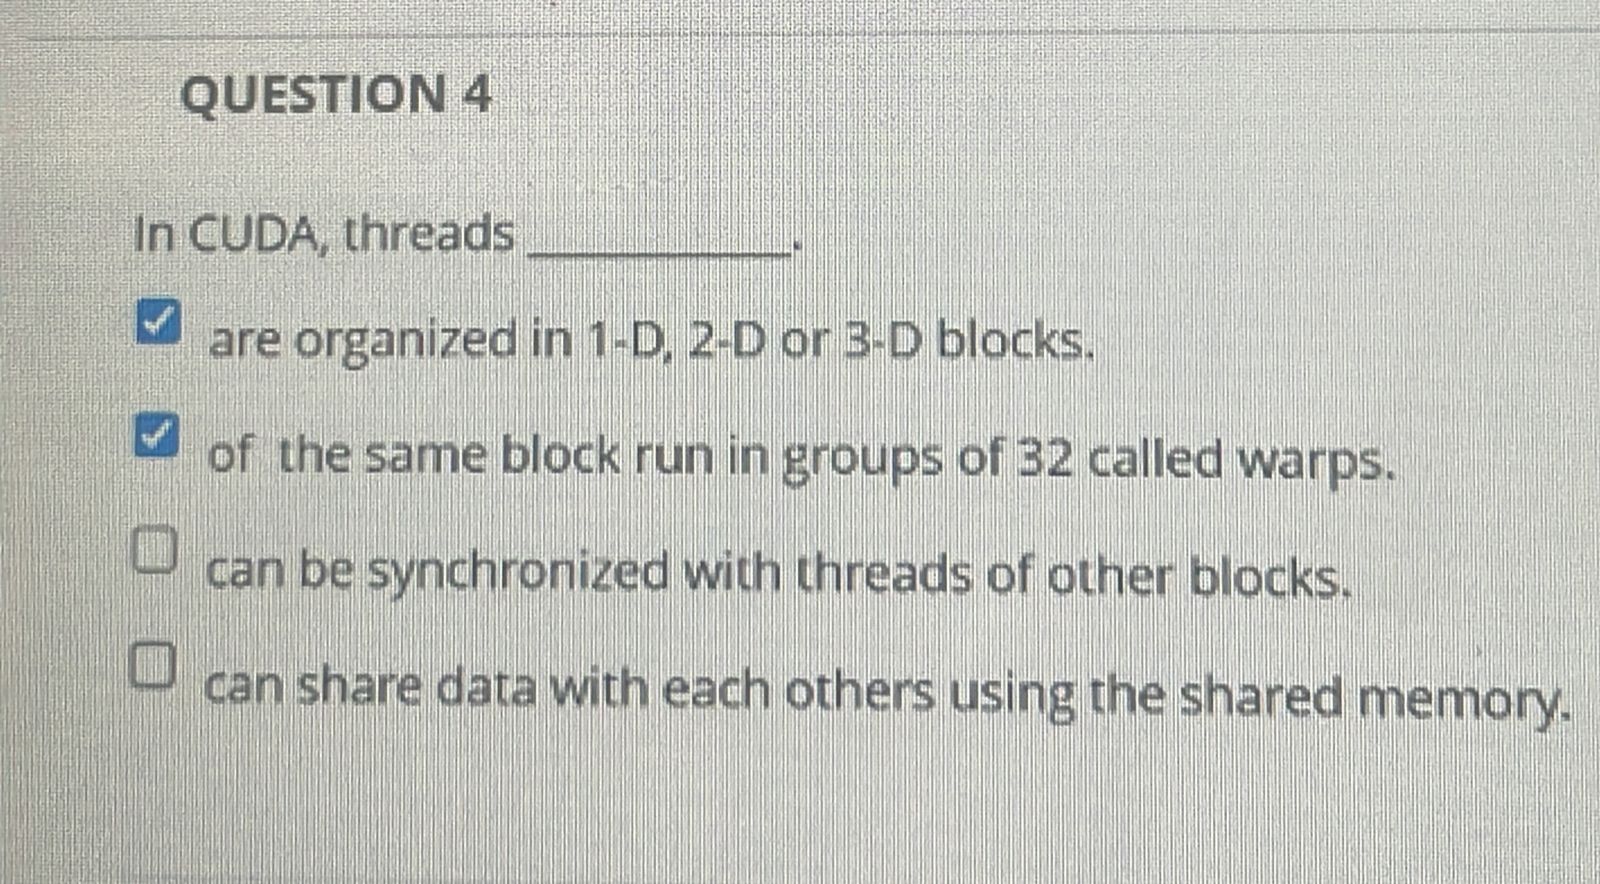 QUESTION 4
In CUDA, threads __________.
are organized in 1-D, 2-D or 3-D blocks.
of the same block run in groups of 32 called warps.
can be synchronized with threads of other blocks.
can share data with each others using the shared memory.